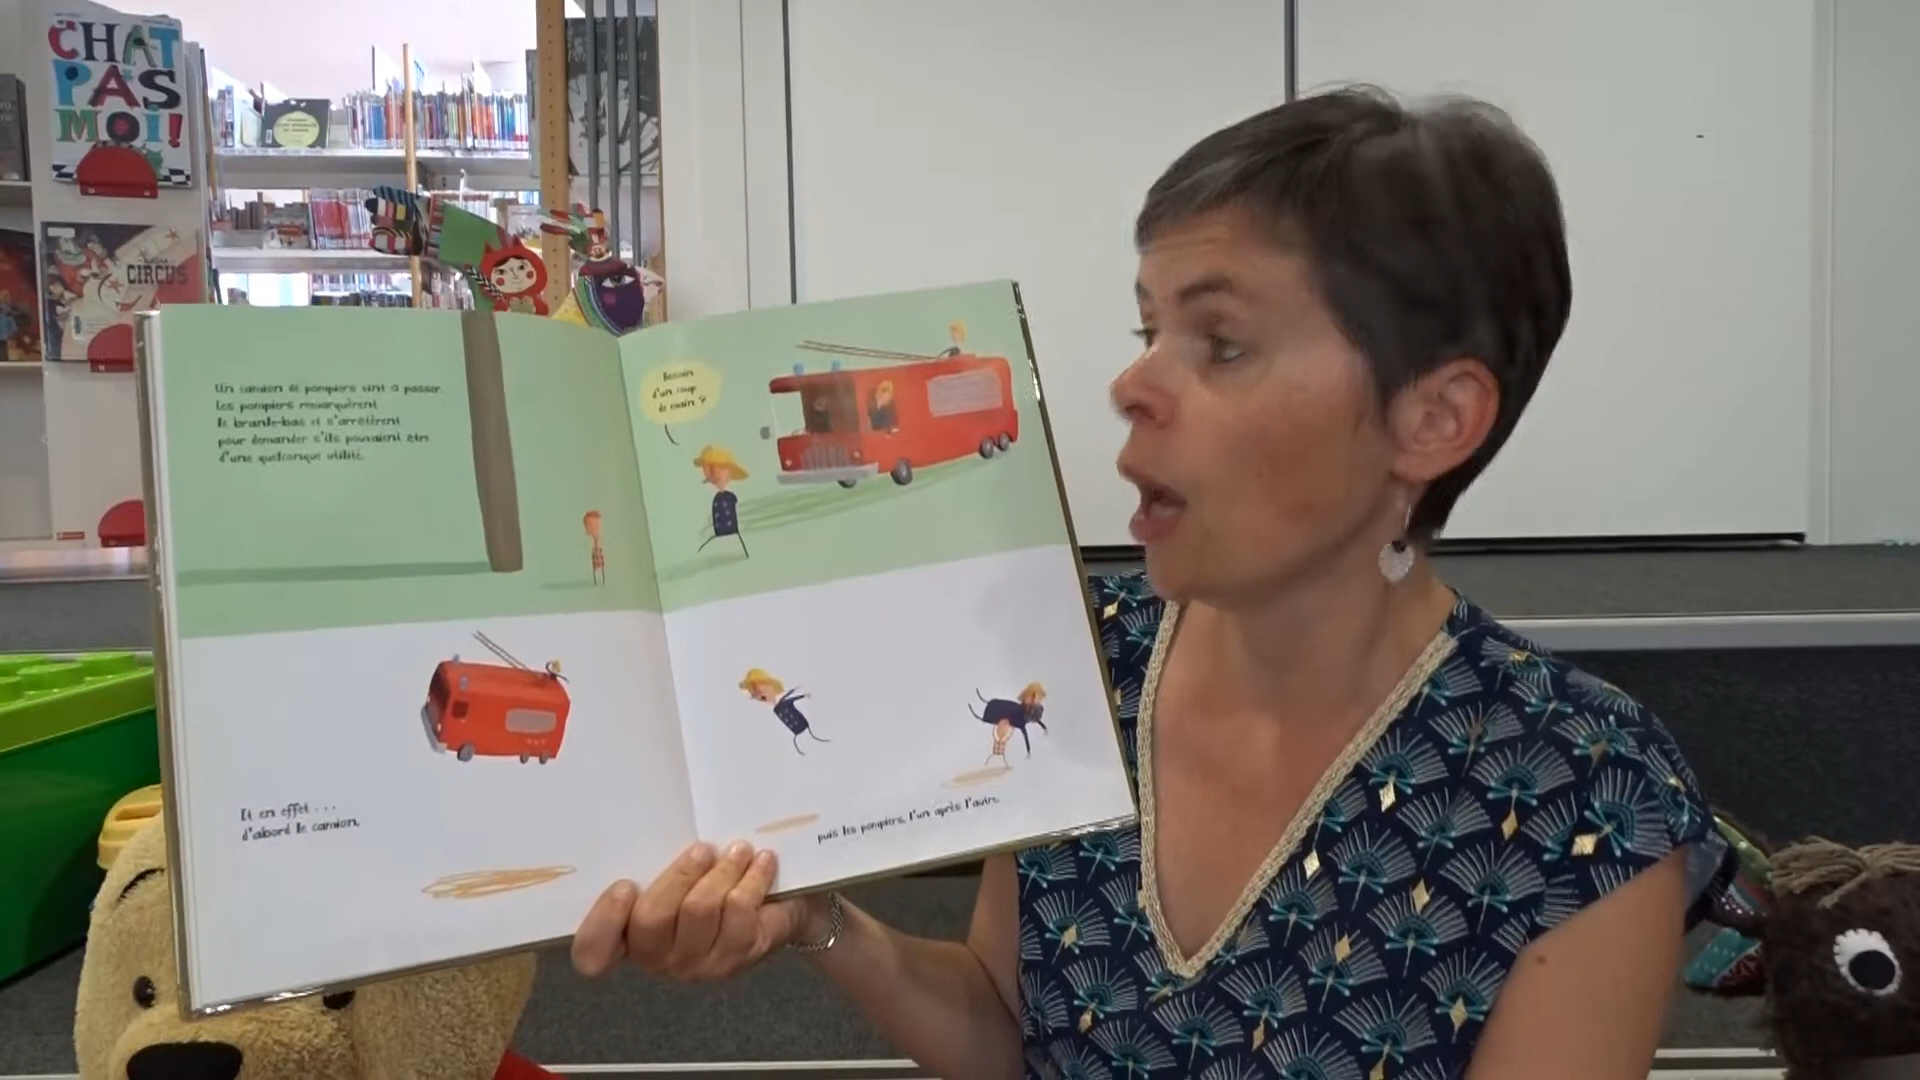 CHAT
PAS
MOI!
CIRCUS
Un camion de pompiers vint à passer.
Les pompiers remarquèrent
le branle-bas et s'arrêtèrent
pour demander s'ils pouvaient être
d'une quelconque utilité.
Besoin
d'un coup
de main ?
Et en effet...
d'abord le camion,
puis les pompiers, l'un après l'autre.